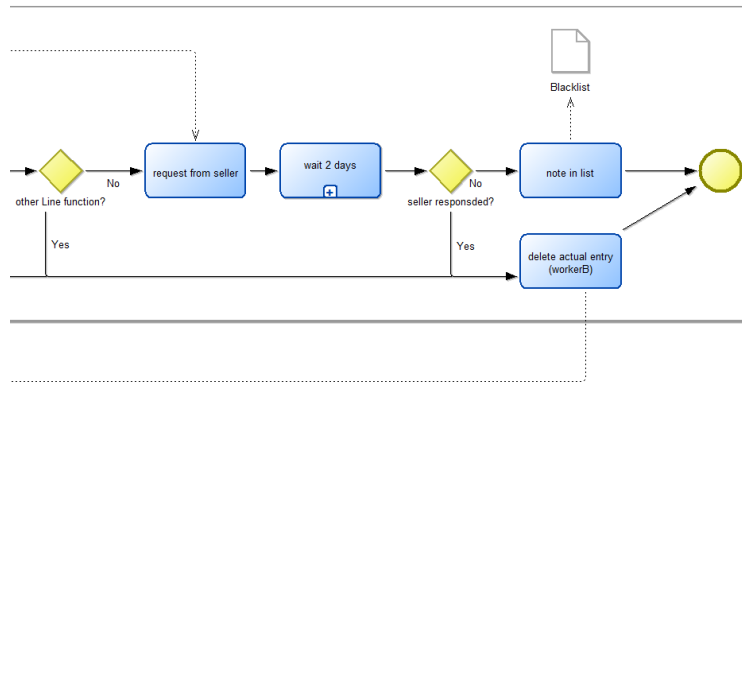 Blacklist
request from seller
wait 2 days
note in list
No
No
other Line function?
seller responsded?
Yes
Yes
delete actual entry
(workerB)